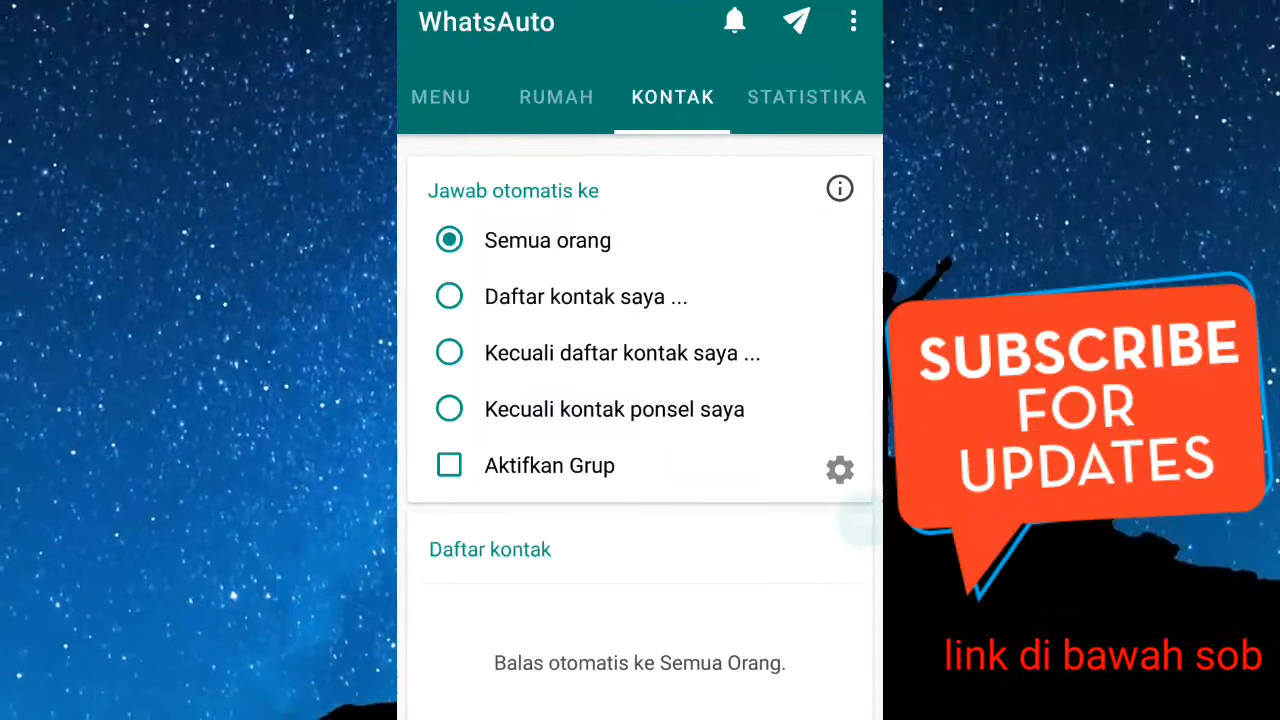 WhatsAuto
MENU RUMAH KONTAK STATISTIKA
Jawab otomatis ke
Semua orang
Daftar kontak saya ...
Kecuali daftar kontak saya ...
Kecuali kontak ponsel saya
Aktifkan Grup
Daftar kontak
Balas otomatis ke Semua Orang.
SUBSCRIBE
FOR
UPDATES
link di bawah sob